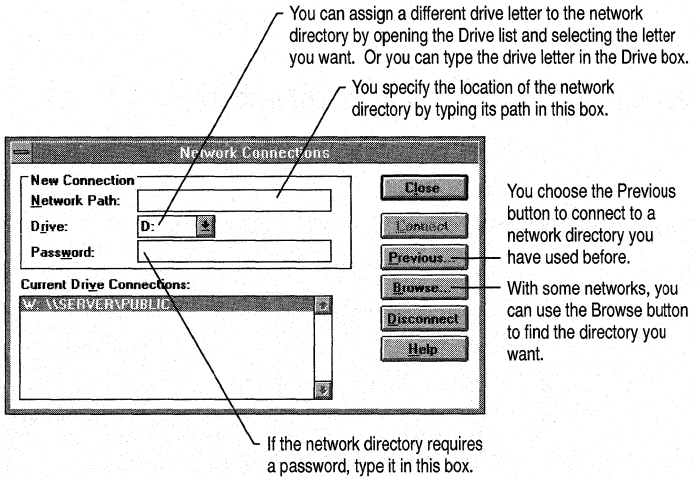 You can assign a different drive letter to the network
directory by opening the Drive list and selecting the letter
you want. Or you can type the drive letter in the Drive box.
You specify the location of the network
directory by typing its path in this box.
Network Connections
New Connection
Network Path:
Drive:
D:
Password:
Current Drive Connections:
W: \\SERVER\PUBLIC
Close
Connect
Previous...
Browse...
Disconnect
Help
You choose the Previous
button to connect to a
network directory you
have used before.
With some networks, you
can use the Browse button
to find the directory you
want.
If the network directory requires
a password, type it in this box.